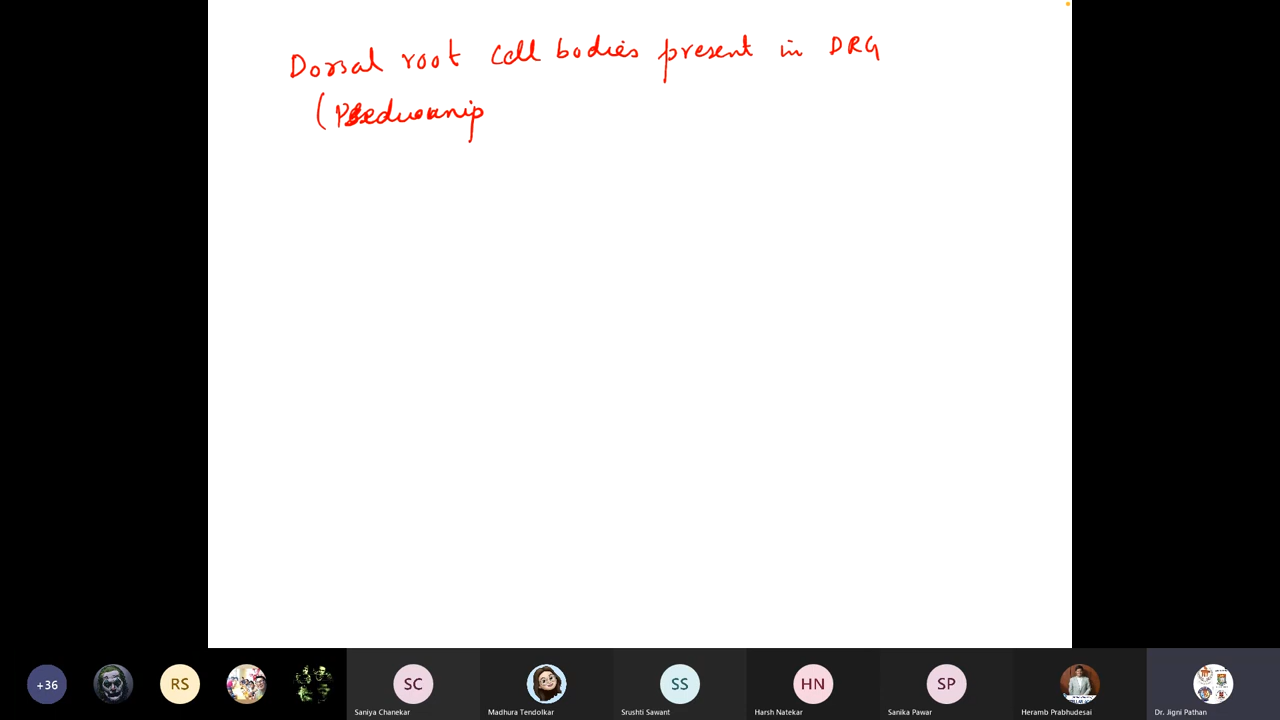 Dorsal root cell bodies present in DRG
+36
RS
SC
SS
HN
SP
Saniya Chanekar
Madhura Tendolkar
Srushti Sawant
Harsh Natekar
Sanika Pawar
Heramb Prabhudesai
Dr. Jigni Pathan